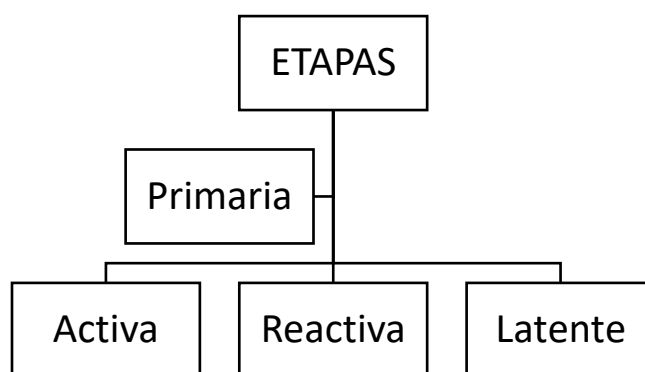 ETAPAS
Primaria
Activa
Reactiva
Latente